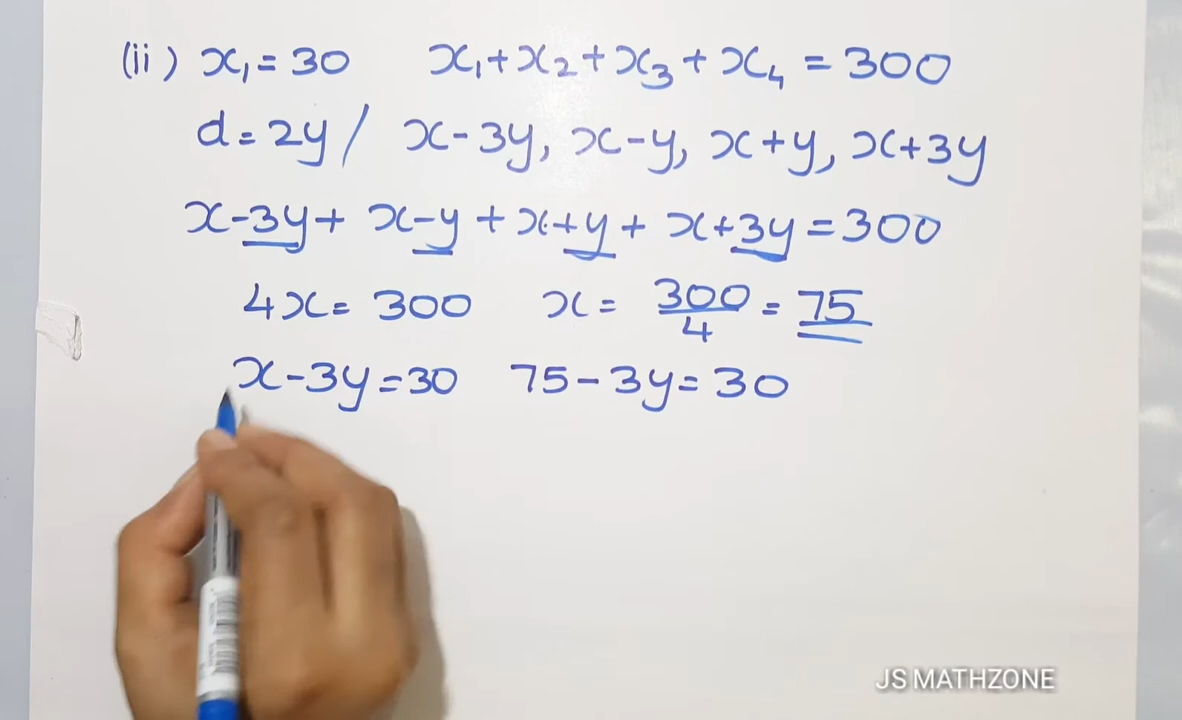 (ii) x₁ = 30 x₁ + x₂ + x₃ + x₄ = 300
d = 2y / x - 3y, x - y, x + y, x + 3y
x - 3y + x - y + x + y + x + 3y = 300
4x = 300 x = 300/4 = 75
x - 3y = 30 75 - 3y = 30
JS MATHZONE